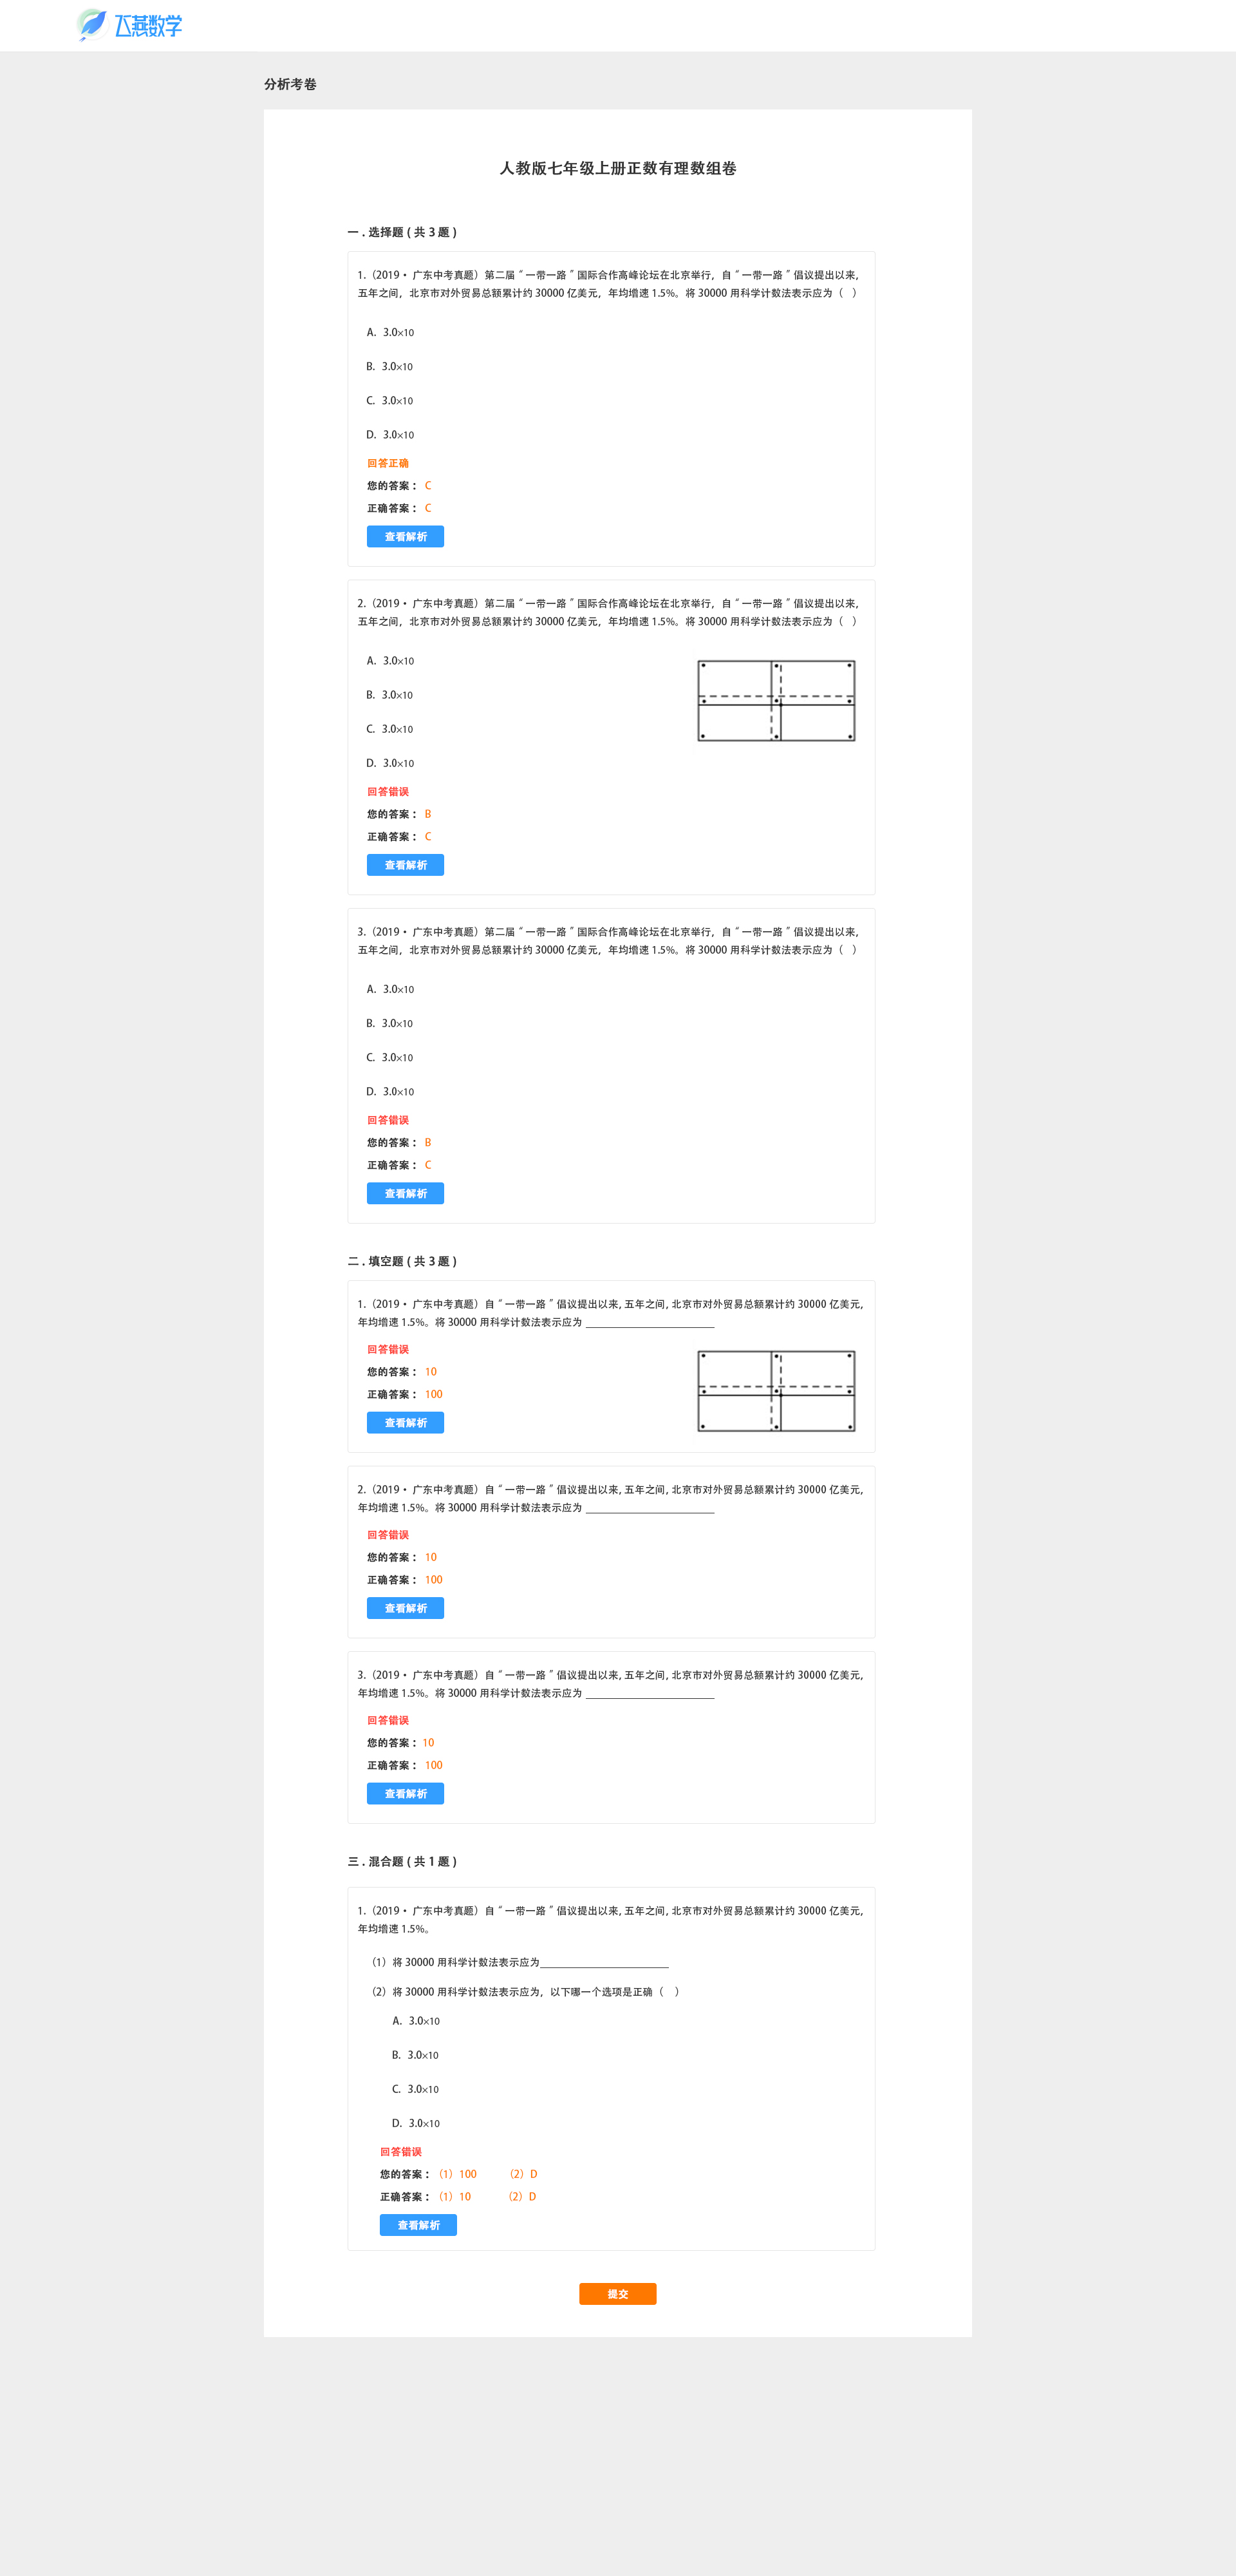 飞燕数学
分析考卷
人教版七年级上册正数有理数组卷
一 . 选择题 ( 共 3 题 )
1.（2019 • 广东中考真题）第二届“ 一带一路 ”国际合作高峰论坛在北京举行，自“ 一带一路 ”倡议提出以来，
五年之间，北京市对外贸易总额累计约 30000 亿美元，年均增速 1.5%。将 30000 用科学计数法表示应为（ ）
A. 3.0×10
B. 3.0×10
C. 3.0×10
D. 3.0×10
回答正确
您的答案： C
正确答案： C
查看解析
2.（2019 • 广东中考真题）第二届“ 一带一路 ”国际合作高峰论坛在北京举行，自“ 一带一路 ”倡议提出以来，
五年之间，北京市对外贸易总额累计约 30000 亿美元，年均增速 1.5%。将 30000 用科学计数法表示应为（ ）
A. 3.0×10
B. 3.0×10
C. 3.0×10
D. 3.0×10
回答错误
您的答案： B
正确答案： C
查看解析
3.（2019 • 广东中考真题）第二届“ 一带一路 ”国际合作高峰论坛在北京举行，自“ 一带一路 ”倡议提出以来，
五年之间，北京市对外贸易总额累计约 30000 亿美元，年均增速 1.5%。将 30000 用科学计数法表示应为（ ）
A. 3.0×10
B. 3.0×10
C. 3.0×10
D. 3.0×10
回答错误
您的答案： B
正确答案： C
查看解析
二 . 填空题 ( 共 3 题 )
1.（2019 • 广东中考真题）自“ 一带一路 ”倡议提出以来, 五年之间, 北京市对外贸易总额累计约 30000 亿美元,
年均增速 1.5%。将 30000 用科学计数法表示应为 ____________________
回答错误
您的答案： 10
正确答案： 100
查看解析
2.（2019 • 广东中考真题）自“ 一带一路 ”倡议提出以来, 五年之间, 北京市对外贸易总额累计约 30000 亿美元,
年均增速 1.5%。将 30000 用科学计数法表示应为 ____________________
回答错误
您的答案： 10
正确答案： 100
查看解析
3.（2019 • 广东中考真题）自“ 一带一路 ”倡议提出以来, 五年之间, 北京市对外贸易总额累计约 30000 亿美元,
年均增速 1.5%。将 30000 用科学计数法表示应为 ____________________
回答错误
您的答案：10
正确答案： 100
查看解析
三 . 混合题 ( 共 1 题 )
1.（2019 • 广东中考真题）自“ 一带一路 ”倡议提出以来, 五年之间, 北京市对外贸易总额累计约 30000 亿美元,
年均增速 1.5%。
（1）将 30000 用科学计数法表示应为____________________
（2）将 30000 用科学计数法表示应为，以下哪一个选项是正确（ ）
A. 3.0×10
B. 3.0×10
C. 3.0×10
D. 3.0×10
回答错误
您的答案：（1）100 （2）D
正确答案：（1）10 （2）D
查看解析
提交